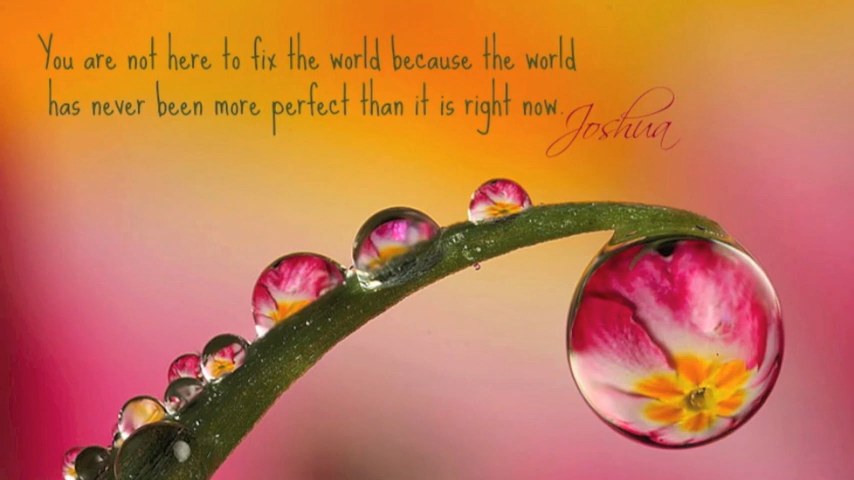 You are not here to fix the world because the world
has never been more perfect than it is right now.
Joshua